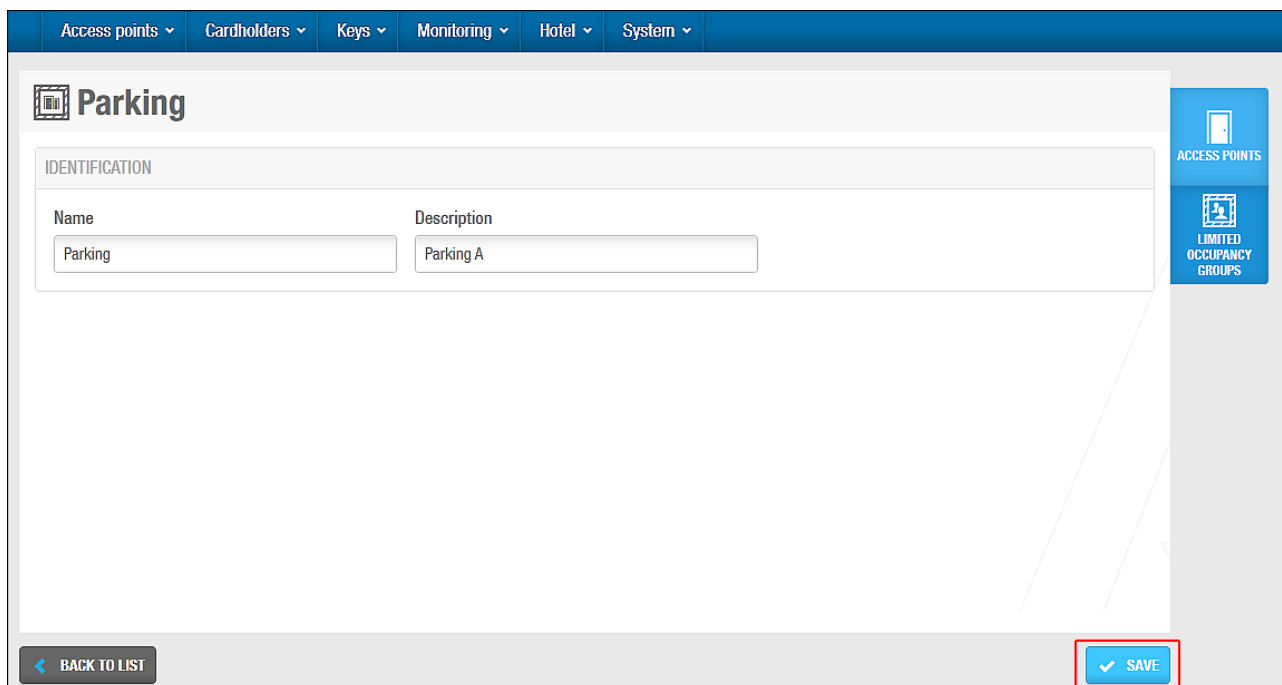 Access points Cardholders Keys Monitoring Hotel System
Parking
ACCESS POINTS
IDENTIFICATION
Name Description
Parking Parking A
LIMITED
OCCUPANCY
GROUPS
BACK TO LIST SAVE